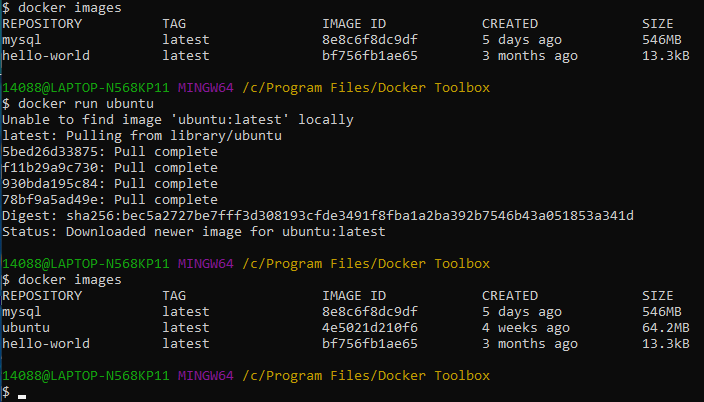 $ docker images
REPOSITORY TAG IMAGE ID CREATED SIZE
mysql latest 8e8c6f8dc9df 5 days ago 546MB
hello-world latest bf756fb1ae65 3 months ago 13.3kB
14088@LAPTOP-N568KP11 MINGW64 /c/Program Files/Docker Toolbox
$ docker run ubuntu
Unable to find image 'ubuntu:latest' locally
latest: Pulling from library/ubuntu
5bed26d33875: Pull complete
f11b29a9c730: Pull complete
930bda195c84: Pull complete
78bf9a5ad49e: Pull complete
Digest: sha256:bec5a2727be7fff3d308193cfde3491f8fba1a2ba392b7546b43a051853a341d
Status: Downloaded newer image for ubuntu:latest
14088@LAPTOP-N568KP11 MINGW64 /c/Program Files/Docker Toolbox
$ docker images
REPOSITORY TAG IMAGE ID CREATED SIZE
mysql latest 8e8c6f8dc9df 5 days ago 546MB
ubuntu latest 4e5021d210f6 4 weeks ago 64.2MB
hello-world latest bf756fb1ae65 3 months ago 13.3kB
14088@LAPTOP-N568KP11 MINGW64 /c/Program Files/Docker Toolbox
$